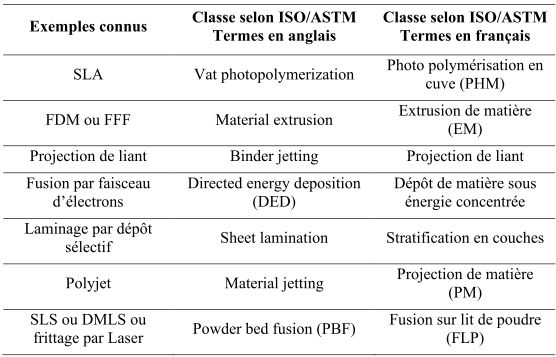 Exemples connus
Classe selon ISO/ASTM
Termes en anglais
Classe selon ISO/ASTM
Termes en français
SLA
Vat photopolymerization
Photo polymérisation en
cuve (PHM)
FDM ou FFF
Material extrusion
Extrusion de matière
(EM)
Projection de liant
Binder jetting
Projection de liant
Fusion par faisceau
d’électrons
Directed energy deposition
(DED)
Dépôt de matière sous
énergie concentrée
Laminage par dépôt
sélectif
Sheet lamination
Stratification en couches
Polyjet
Material jetting
Projection de matière
(PM)
SLS ou DMLS ou
frittage par Laser
Powder bed fusion (PBF)
Fusion sur lit de poudre
(FLP)